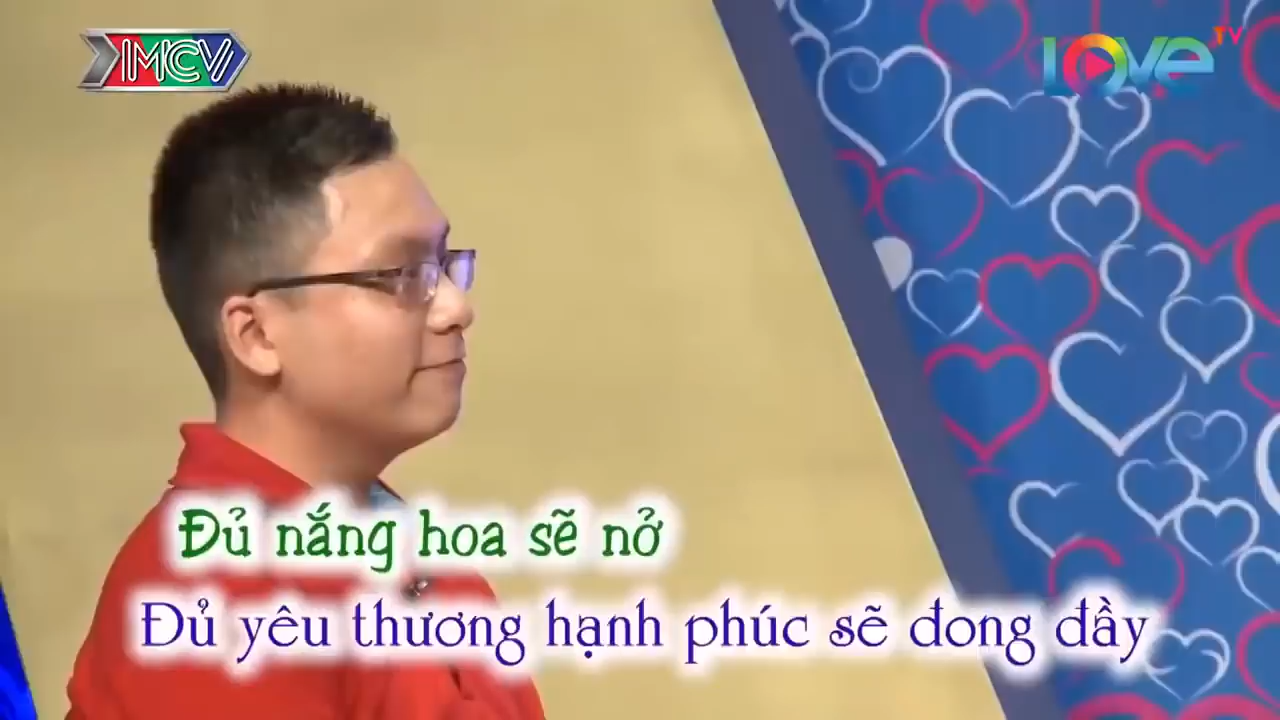 MCV
LOVE TV
Đủ nắng hoa sẽ nở
Đủ yêu thương hạnh phúc sẽ đong đầy